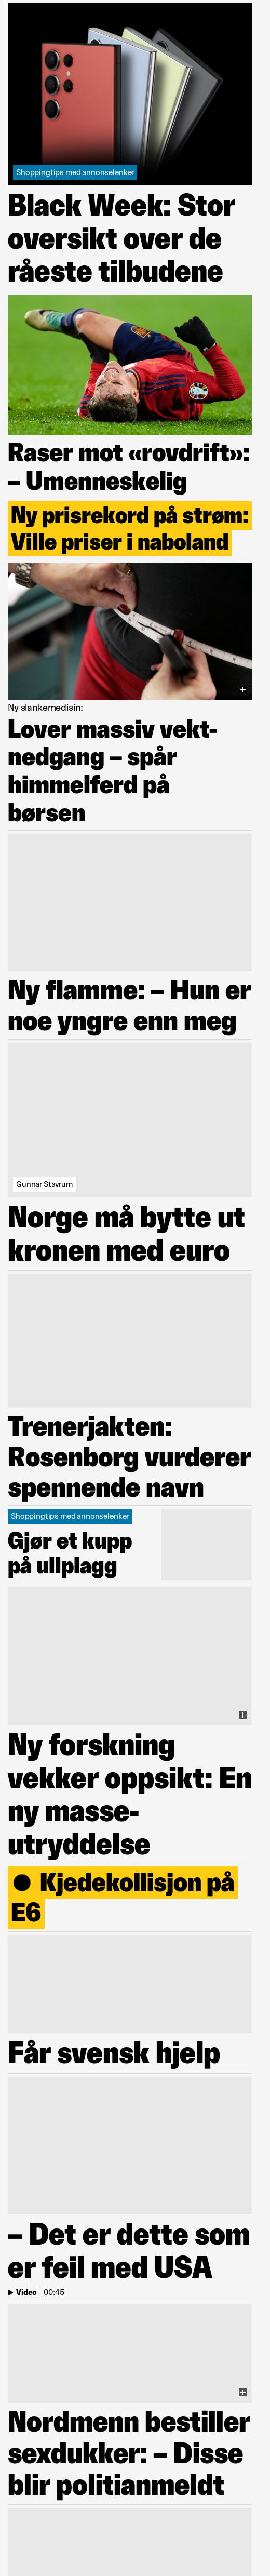 Shoppingtips med annonselenker
Black Week: Stor
oversikt over de
råeste tilbudene
Raser mot «rovdrift»:
– Umenneskelig
Ny prisrekord på strøm:
Ville priser i naboland
Ny slankemedisin:
Lover massiv vekt-
nedgang – spår
himmelferd på
børsen
Ny flamme: – Hun er
noe yngre enn meg
Gunnar Stavrum
Norge må bytte ut
kronen med euro
Trenerjakten:
Rosenborg vurderer
spennende navn
Shoppingtips med annonselenker
Gjør et kupp
på ullplagg
Ny forskning
vekker oppsikt: En
ny masse-
utryddelse
Kjedekollisjon på
E6
Får svensk hjelp
– Det er dette som
er feil med USA
Video | 00:45
Nordmenn bestiller
sexdukker: – Disse
blir politianmeldt